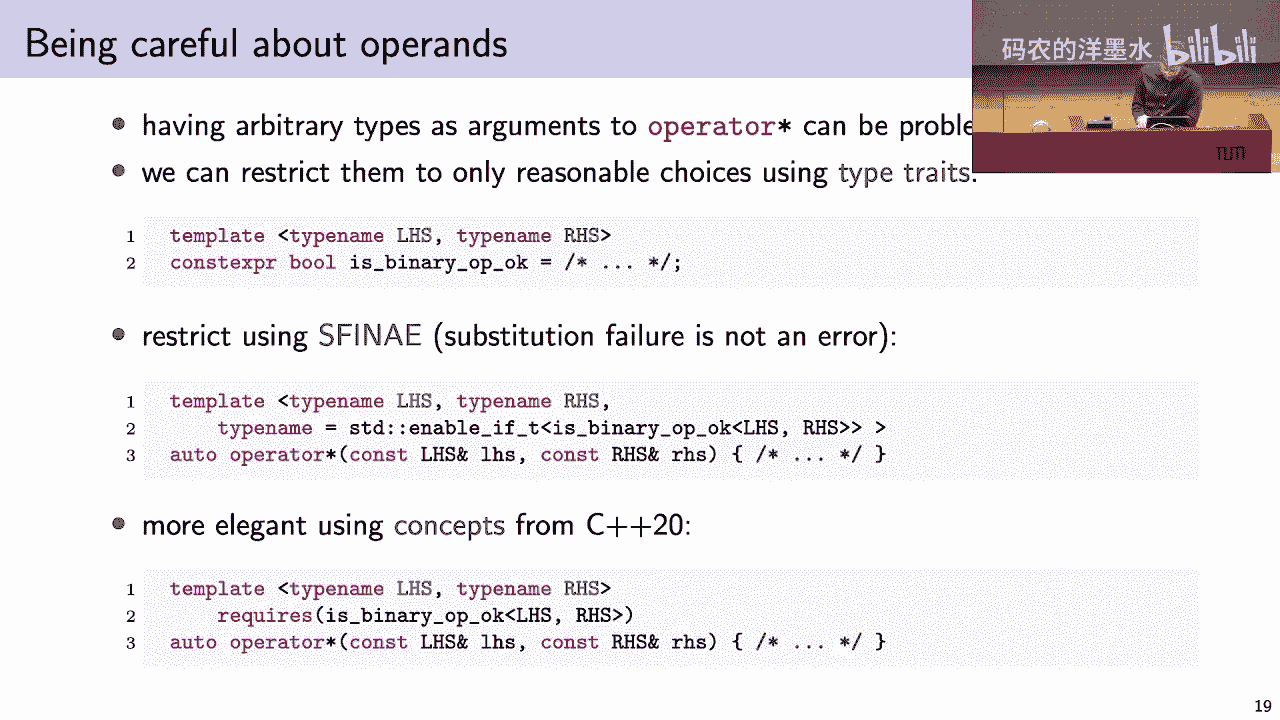 Being careful about operands
码农的洋墨水 bilibili
TUM
• having arbitrary types as arguments to operator* can be
• we can restrict them to only reasonable choices using type traits.
1 template <typename LHS, typename RHS>
2 constexpr bool is_binary_op_ok = /* ... */;
• restrict using SFINAE (substitution failure is not an error):
1 template <typename LHS, typename RHS,
2 typename = std::enable_if_t<is_binary_op_ok<LHS, RHS>> >
3 auto operator*(const LHS& lhs, const RHS& rhs) { /* ... */ }
• more elegant using concepts from C++20:
1 template <typename LHS, typename RHS>
2 requires(is_binary_op_ok<LHS, RHS>)
3 auto operator*(const LHS& lhs, const RHS& rhs) { /* ... */ }
19